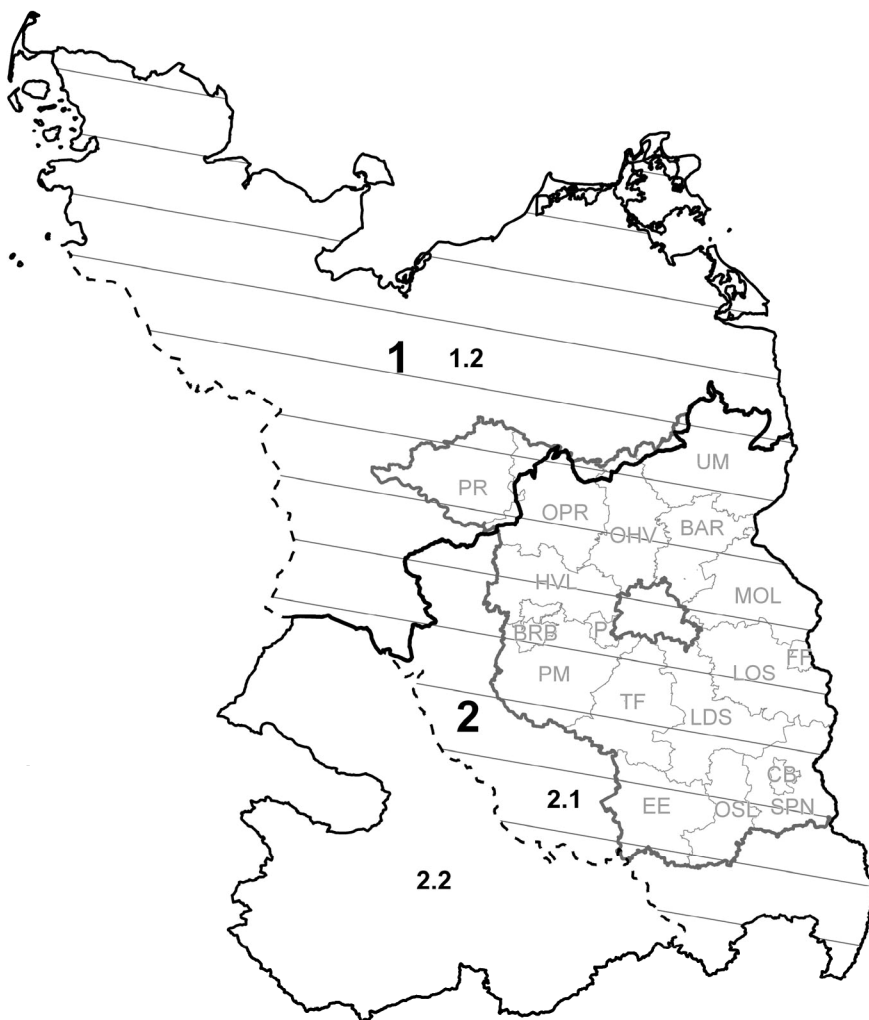 1
1.2
UM
PR
OPR
OHV
BAR
HVL
MOL
BRB
P
FF
PM
LOS
TF
2
LDS
CB
2.1
EE
OSL
SPN
2.2